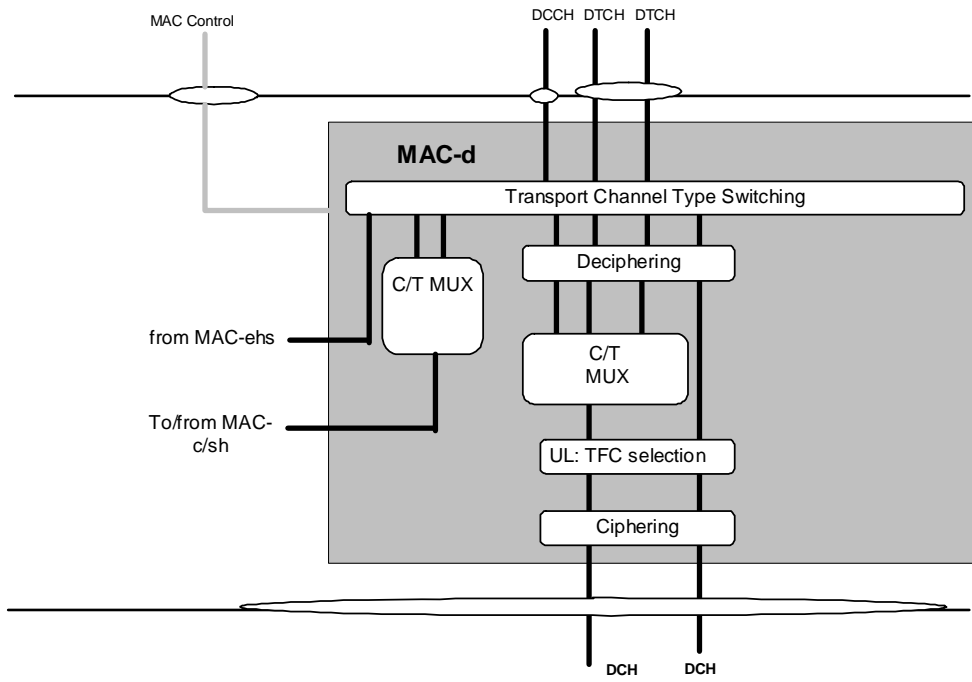 MAC Control
DCCH
DTCH
DTCH
MAC-d
Transport Channel Type Switching
Deciphering
C/T MUX
from MAC-ehs
C/T
MUX
To/from MAC-
c/sh
UL: TFC selection
Ciphering
DCH
DCH